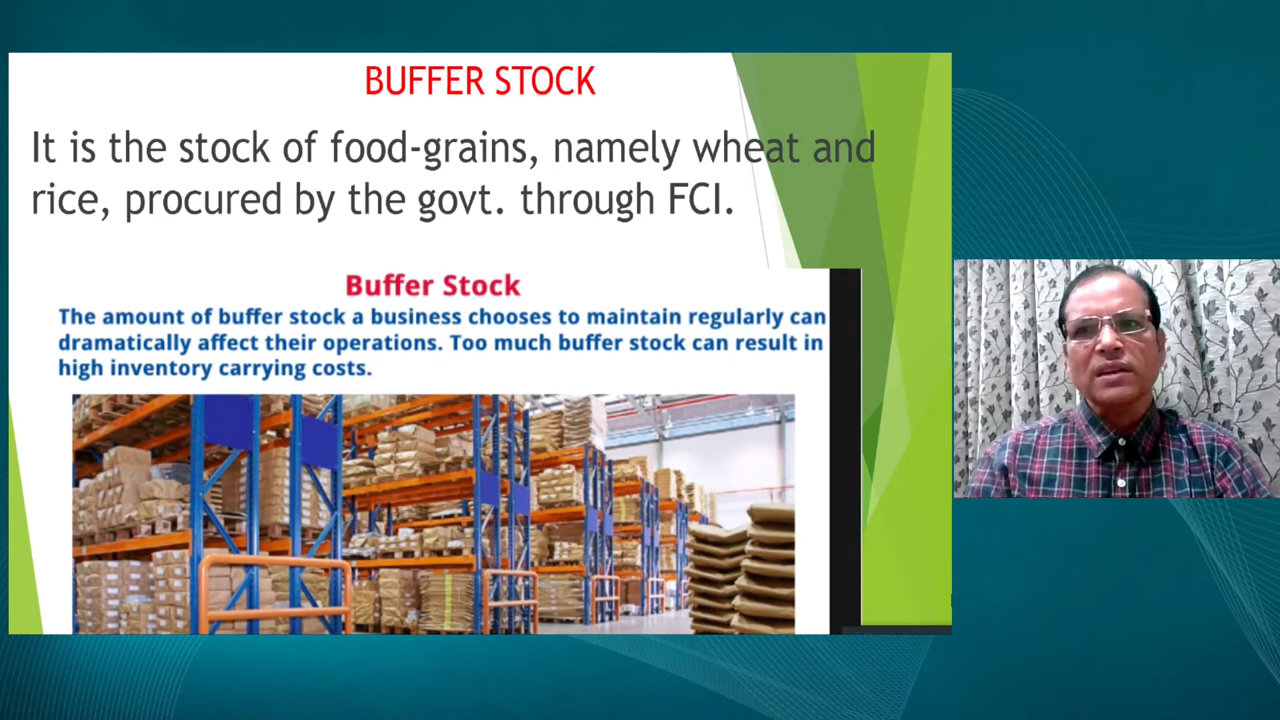 BUFFER STOCK
It is the stock of food-grains, namely wheat and
rice, procured by the govt. through FCI.
Buffer Stock
The amount of buffer stock a business chooses to maintain regularly can
dramatically affect their operations. Too much buffer stock can result in
high inventory carrying costs.